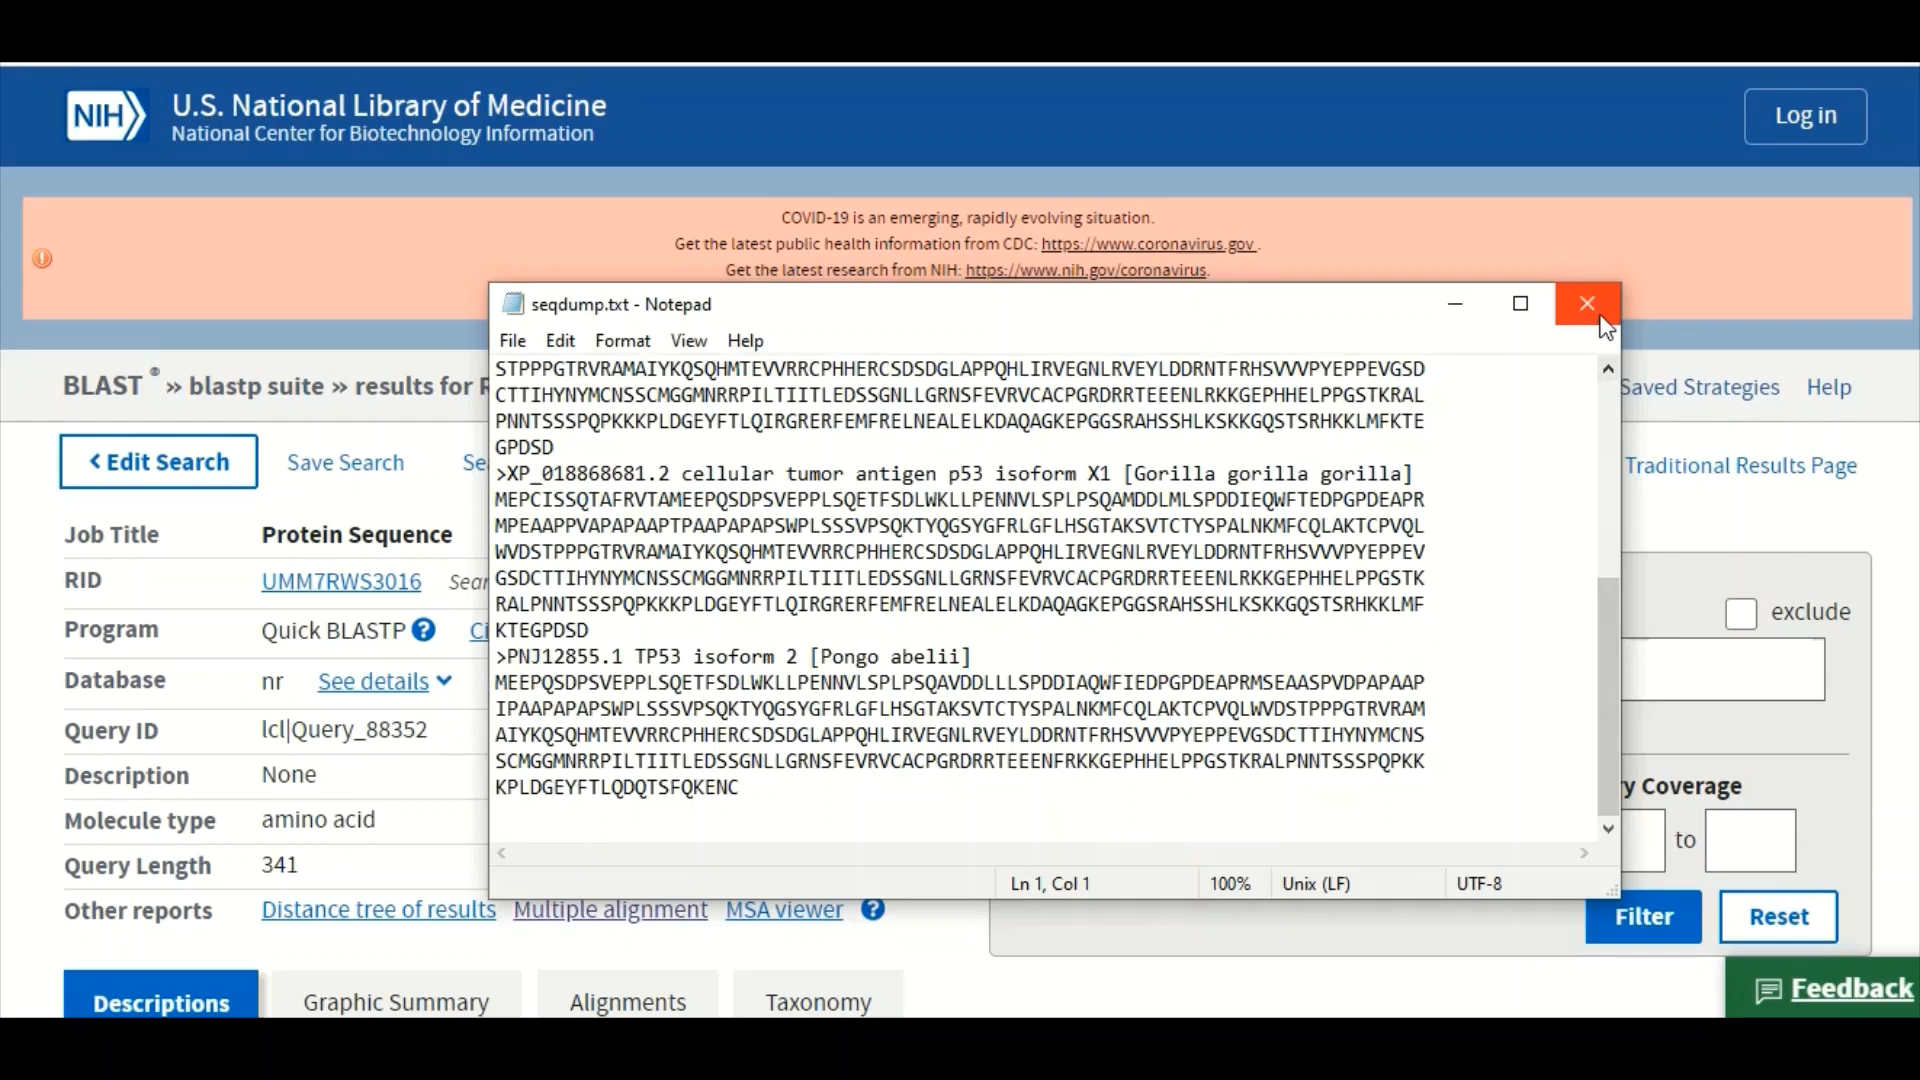 NIH
U.S. National Library of Medicine
National Center for Biotechnology Information
Log in
COVID-19 is an emerging, rapidly evolving situation.
Get the latest public health information from CDC: https://www.coronavirus.gov .
Get the latest research from NIH: https://www.nih.gov/coronavirus.
seqdump.txt - Notepad
File Edit Format View Help
STPPPGTRVRAMAIYKQSQHMTEVVRRCPHHERCSDSDGLAPPQHLIRVEGNLRVEYLDDRNTFRHSVVVPYEPPEVGSD
CTTIHYNYMCNSSCMGGMNRRPILTIITLEDSSGNLLGRNSFEVRVCACPGRDRRTEEENLRKKGEPHHELPPGSTKRAL
PNNTSSSPQPKKKPLDGEYFTLQIRGRERFEMFRELNEALELKDAQAGKEPGGSRAHSSHLKSKKGQSTSRHKKLMFKTE
GPDSD
>XP_018868681.2 cellular tumor antigen p53 isoform X1 [Gorilla gorilla gorilla]
MEPCISSQTAFRVTAMEEPQSDPSVEPPLSQETFSDLWKLLPENNVLSPLPSQAMDDLMLSPDDIEQWFTEDPGPDEAPR
MPEAAPPVAPAPAAPTPAAPAPAPSWPLSSSVPSQKTYQGSYGFRLGFLHSGTAKSVTCTYSPALNKMFCQLAKTCPVQL
WVDSTPPPGTRVRAMAIYKQSQHMTEVVRRCPHHERCSDSDGLAPPQHLIRVEGNLRVEYLDDRNTFRHSVVVPYEPPEV
GSDCTTIHYNYMCNSSCMGGMNRRPILTIITLEDSSGNLLGRNSFEVRVCACPGRDRRTEEENLRKKGEPHHELPPGSTK
RALPNNTSSSPQPKKKPLDGEYFTLQIRGRERFEMFRELNEALELKDAQAGKEPGGSRAHSSHLKSKKGQSTSRHKKLMF
KTEGPDSD
>PNJ12855.1 TP53 isoform 2 [Pongo abelii]
MEEPQSDPSVEPPLSQETFSDLWKLLPENNVLSPLPSQAVDDLLLSPDDIAQWFIEDPGPDEAPRMSEAASPVDPAPAAP
IPAAPAPAPSWPLSSSVPSQKTYQGSYGFRLGFLHSGTAKSVTCTYSPALNKMFCQLAKTCPVQLWVDSTPPPGTRVRAM
AIYKQSQHMTEVVRRCPHHERCSDSDGLAPPQHLIRVEGNLRVEYLDDRNTFRHSVVVPYEPPEVGSDCTTIHYNYMCNS
SCMGGMNRRPILTIITLEDSSGNLLGRNSFEVRVCACPGRDRRTEEENFRKKGEPHHELPPGSTKRALPNNTSSSPQPKK
KPLDGEYFTLQDQTSFQKENC
Ln 1, Col 1 100% Unix (LF) UTF-8
BLAST ® » blastp suite » results for R
Saved Strategies Help
Edit Search Save Search Se
Traditional Results Page
Job Title Protein Sequence
RID UMM7RWS3016 Sear
Program Quick BLASTP ? Ci
Database nr See details
Query ID lcl|Query_88352
Description None
Molecule type amino acid
Query Length 341
Other reports Distance tree of results Multiple alignment MSA viewer ?
exclude
y Coverage
to
Filter Reset
Feedback
Descriptions Graphic Summary Alignments Taxonomy